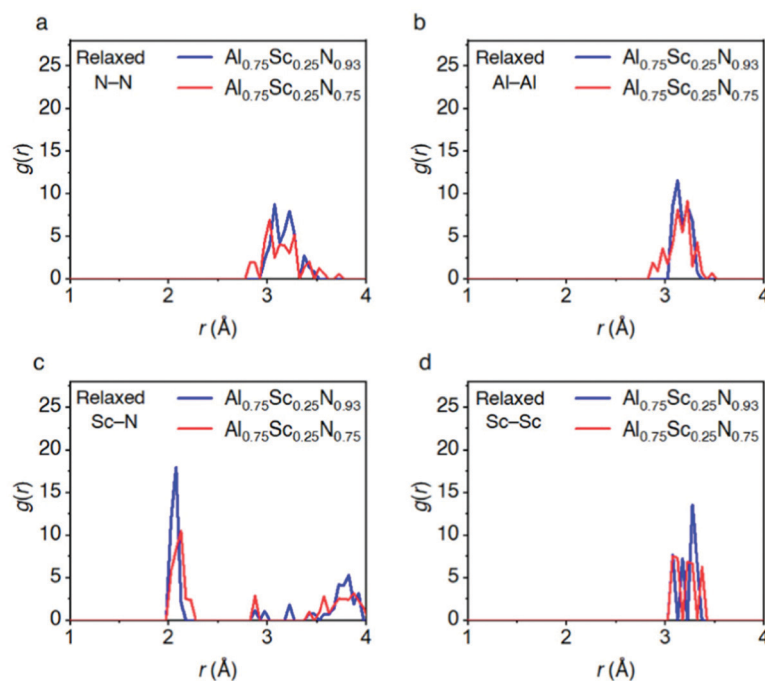 a
Relaxed
N–N
Al0.75Sc0.25N0.93
Al0.75Sc0.25N0.75
25
20
15
10
5
0
g(r)
1 2 3 4
r (Å)
b
Relaxed
Al–Al
Al0.75Sc0.25N0.93
Al0.75Sc0.25N0.75
25
20
15
10
5
0
g(r)
1 2 3 4
r (Å)
c
Relaxed
Sc–N
Al0.75Sc0.25N0.93
Al0.75Sc0.25N0.75
25
20
15
10
5
0
g(r)
1 2 3 4
r (Å)
d
Relaxed
Sc–Sc
Al0.75Sc0.25N0.93
Al0.75Sc0.25N0.75
25
20
15
10
5
0
g(r)
1 2 3 4
r (Å)